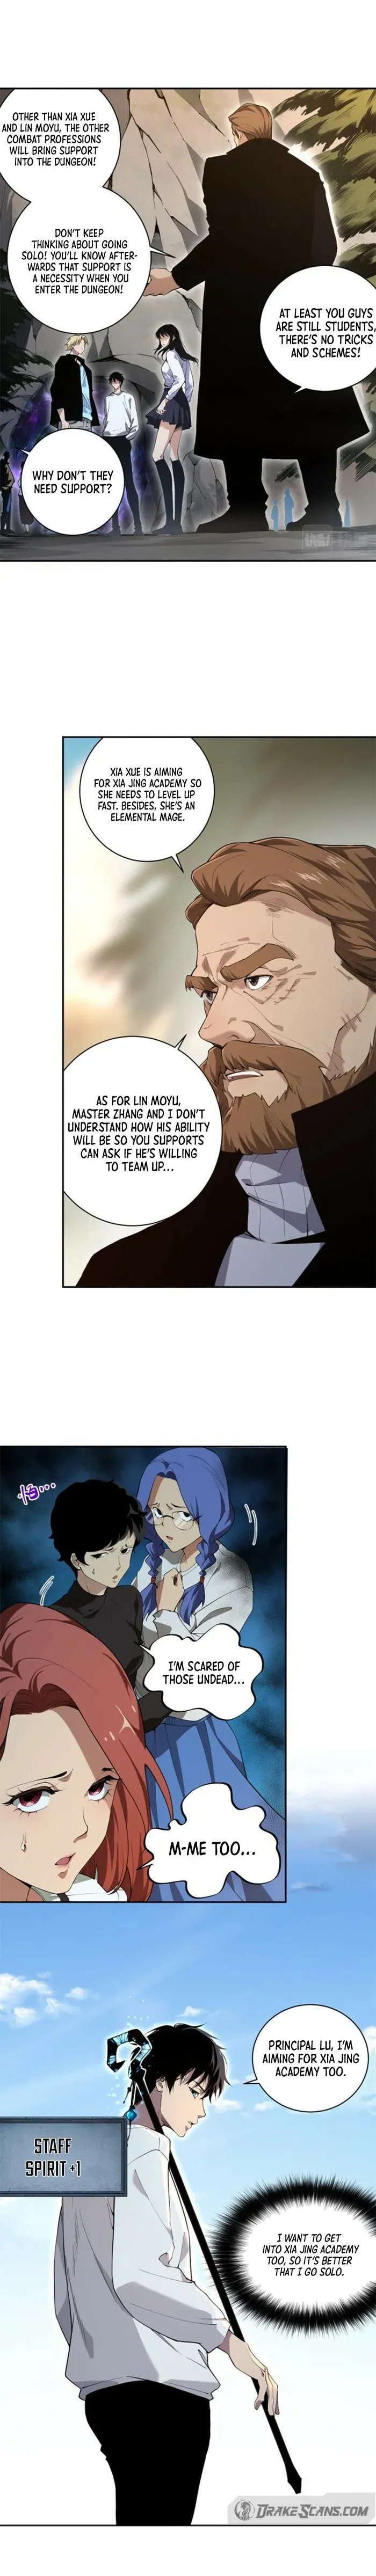 OTHER THAN XIA XUE
AND LIN MOYU, THE OTHER
COMBAT PROFESSIONS
WILL BRING SUPPORT
INTO THE DUNGEON!
DON'T KEEP
THINKING ABOUT GOING
SOLO! YOU'LL KNOW AFTER-
WARDS THAT SUPPORT IS
A NECESSITY WHEN YOU
ENTER THE DUNGEON!
AT LEAST YOU GUYS
ARE STILL STUDENTS,
THERE'S NO TRICKS
AND SCHEMES!
WHY DON'T THEY
NEED SUPPORT?
XIA XUE IS AIMING
FOR XIA JING ACADEMY SO
SHE NEEDS TO LEVEL UP
FAST. BESIDES, SHE'S AN
ELEMENTAL MAGE.
AS FOR LIN MOYU,
MASTER ZHANG AND I DON'T
UNDERSTAND HOW HIS ABILITY
WILL BE SO YOU SUPPORTS
CAN ASK IF HE'S WILLING
TO TEAM UP...
怕...
I'M SCARED OF
THOSE UNDEAD...
M-ME TOO...
PRINCIPAL LU, I'M
AIMING FOR XIA JING
ACADEMY TOO.
STAFF
SPIRIT +1
I WANT TO GET
INTO XIA JING ACADEMY
TOO, SO IT'S BETTER
THAT I GO SOLO.
DRAKESCANS.COM